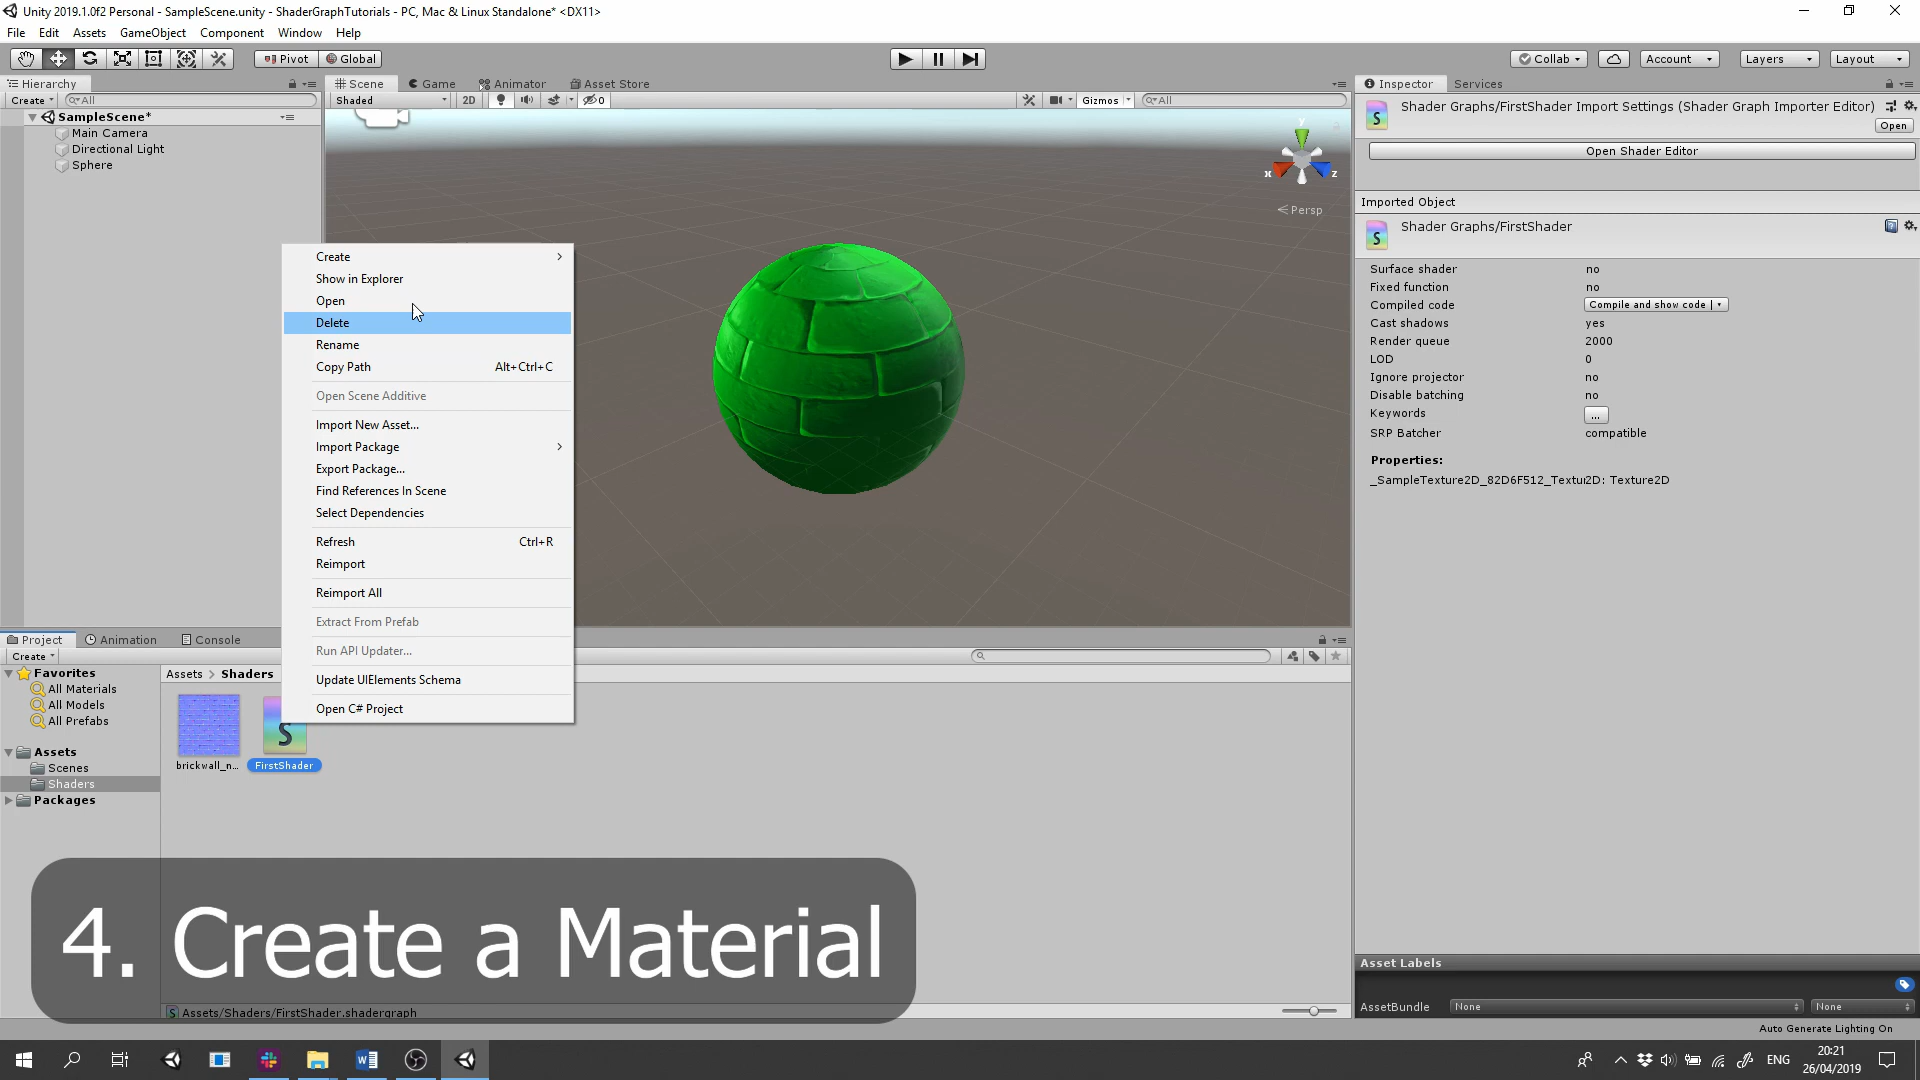 Unity 2019.1.0f2 Personal - SampleScene.unity - ShaderGraphTutorials - PC, Mac & Linux Standalone* <DX11>
File Edit Assets GameObject Component Window Help
Pivot Global Collab Account Layers Layout
Hierarchy
Create All
SampleScene*
Main Camera
Directional Light
Sphere
Scene Game Animator Asset Store
Shaded 2D 0 Gizmos All
y
x z
Persp
Create
Show in Explorer
Open
Delete
Rename
Copy Path Alt+Ctrl+C
Open Scene Additive
Import New Asset...
Import Package
Export Package...
Find References In Scene
Select Dependencies
Refresh Ctrl+R
Reimport
Reimport All
Extract From Prefab
Run API Updater...
Update UIElements Schema
Open C# Project
Inspector Services
Shader Graphs/FirstShader Import Settings (Shader Graph Importer Editor)
Open
Open Shader Editor
Imported Object
Shader Graphs/FirstShader
Surface shader no
Fixed function no
Compiled code Compile and show code
Cast shadows yes
Render queue 2000
LOD 0
Ignore projector no
Disable batching no
Keywords ...
SRP Batcher compatible
Properties:
_SampleTexture2D_82D6F512_Textu2D: Texture2D
Project Animation Console
Create
Favorites
All Materials
All Models
All Prefabs
Assets
Scenes
Shaders
Packages
Assets > Shaders
S
brickwall_n... FirstShader
4. Create a Material
Assets/Shaders/FirstShader.shadergraph
Asset Labels
AssetBundle None None
Auto Generate Lighting On
ENG
20:21
26/04/2019